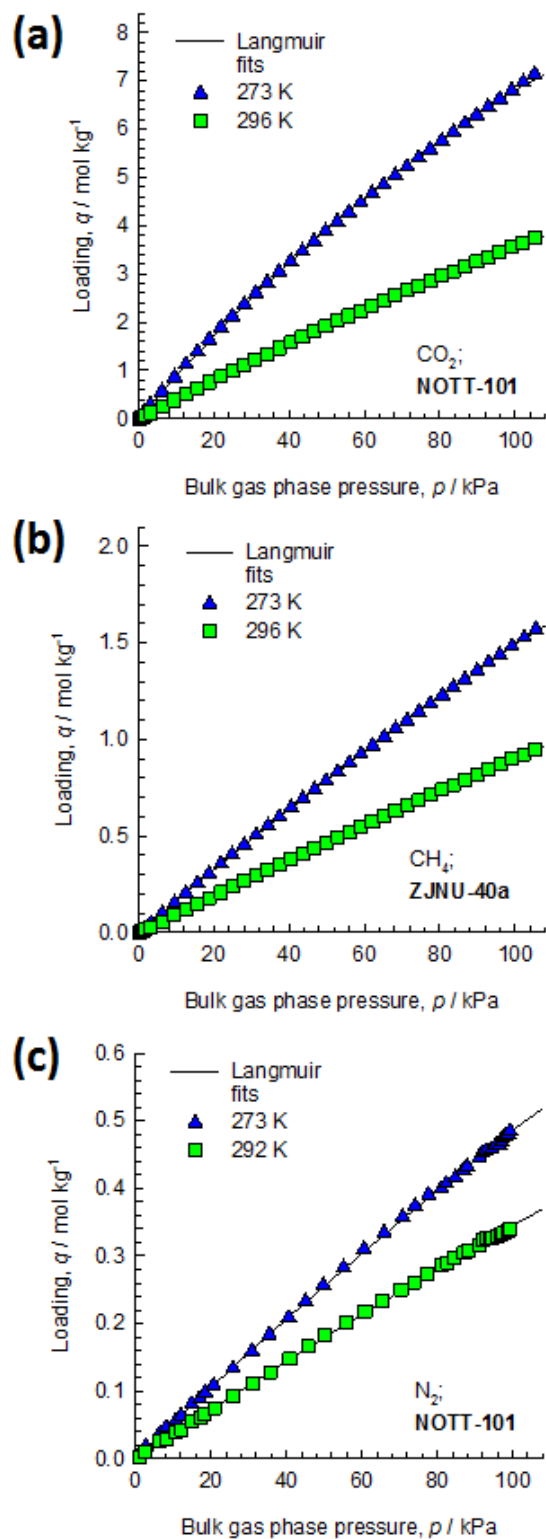 (a)
Langmuir
fits
273 K
296 K
8
7
6
5
4
3
2
1
0
Loading, q / mol kg⁻¹
CO₂;
NOTT-101
0 20 40 60 80 100
Bulk gas phase pressure, p / kPa
(b)
Langmuir
fits
273 K
296 K
2.0
1.5
1.0
0.5
0.0
Loading, q / mol kg⁻¹
CH₄;
ZJNU-40a
0 20 40 60 80 100
Bulk gas phase pressure, p / kPa
(c)
Langmuir
fits
273 K
292 K
0.6
0.5
0.4
0.3
0.2
0.1
0.0
Loading, q / mol kg⁻¹
N₂;
NOTT-101
0 20 40 60 80 100
Bulk gas phase pressure, p / kPa